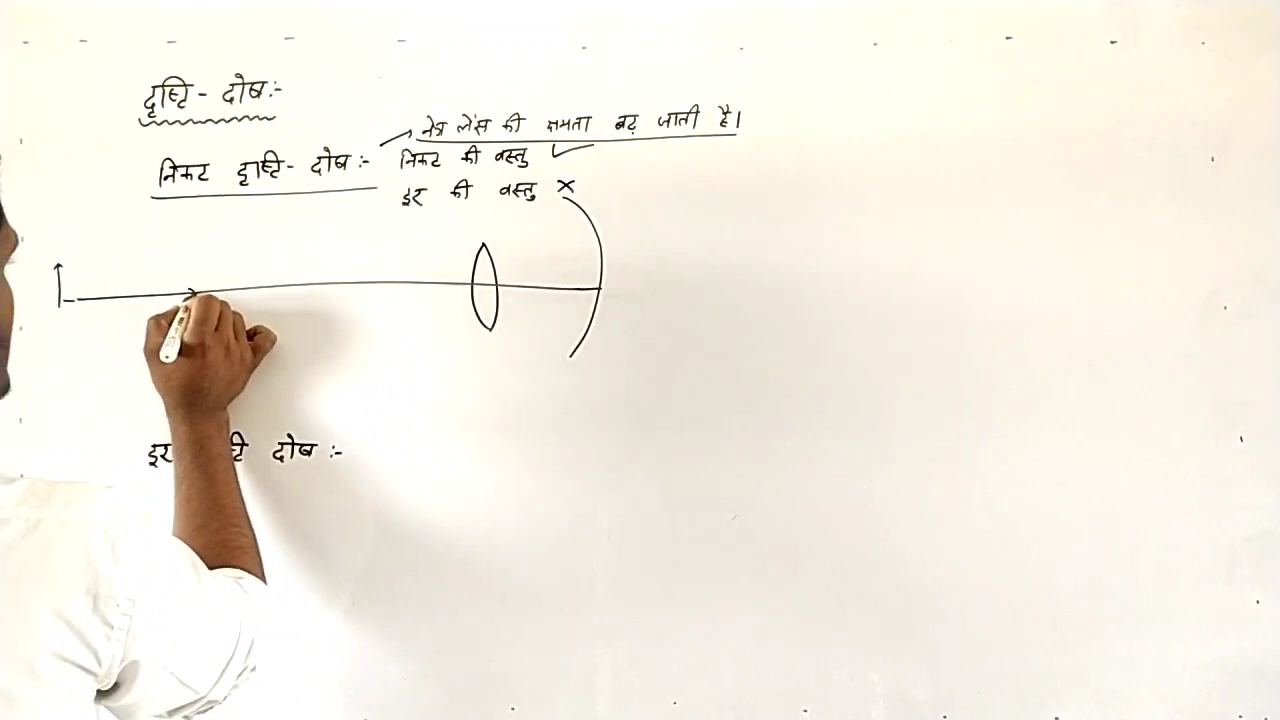 दृष्टि - दोष :-
नेत्र लेंस की क्षमता बढ़ जाती है।
निकट दृष्टि - दोष :- निकट की वस्तु ✓
दूर की वस्तु ×
दूर दोष :-